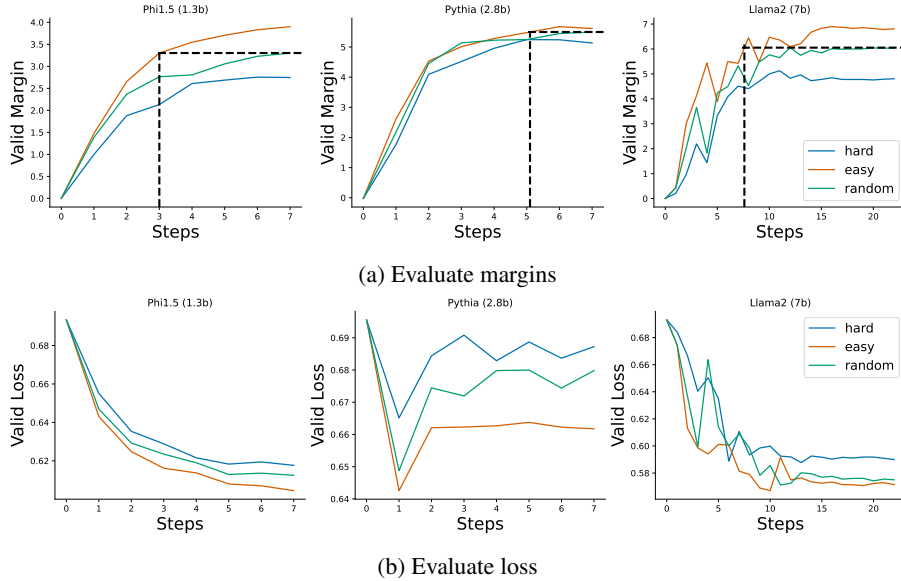 Phi1.5 (1.3b)
Pythia (2.8b)
Llama2 (7b)
Valid Margin
4.0
3.5
3.0
2.5
2.0
1.5
1.0
0.5
0.0
0 1 2 3 4 5 6 7
Steps
Valid Margin
5
4
3
2
1
0
0 1 2 3 4 5 6 7
Steps
Valid Margin
7
6
5
4
3
2
1
0
0 5 10 15 20
Steps
hard
easy
random
(a) Evaluate margins
Phi1.5 (1.3b)
Pythia (2.8b)
Llama2 (7b)
Valid Loss
0.68
0.66
0.64
0.62
0 1 2 3 4 5 6 7
Steps
Valid Loss
0.69
0.68
0.67
0.66
0.65
0.64
0 1 2 3 4 5 6 7
Steps
Valid Loss
0.68
0.66
0.64
0.62
0.60
0.58
0 5 10 15 20
Steps
hard
easy
random
(b) Evaluate loss